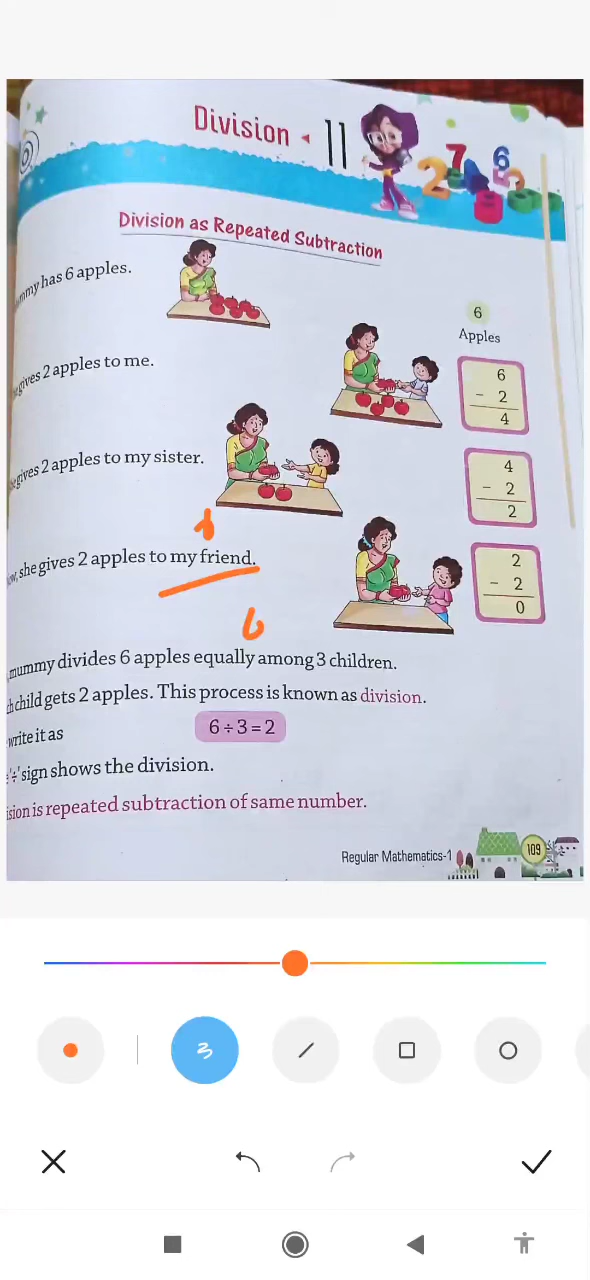 Division 11
7 6
2 5
Division as Repeated Subtraction
has 6 apples.
6
Apples
gives 2 apples to me.
6
- 2
4
gives 2 apples to my sister.
4
- 2
2
she gives 2 apples to my friend.
2
- 2
0
6
mummy divides 6 apples equally among 3 children.
child gets 2 apples. This process is known as division.
write it as
6 ÷ 3 = 2
'÷' sign shows the division.
is repeated subtraction of same number.
Regular Mathematics-1
109